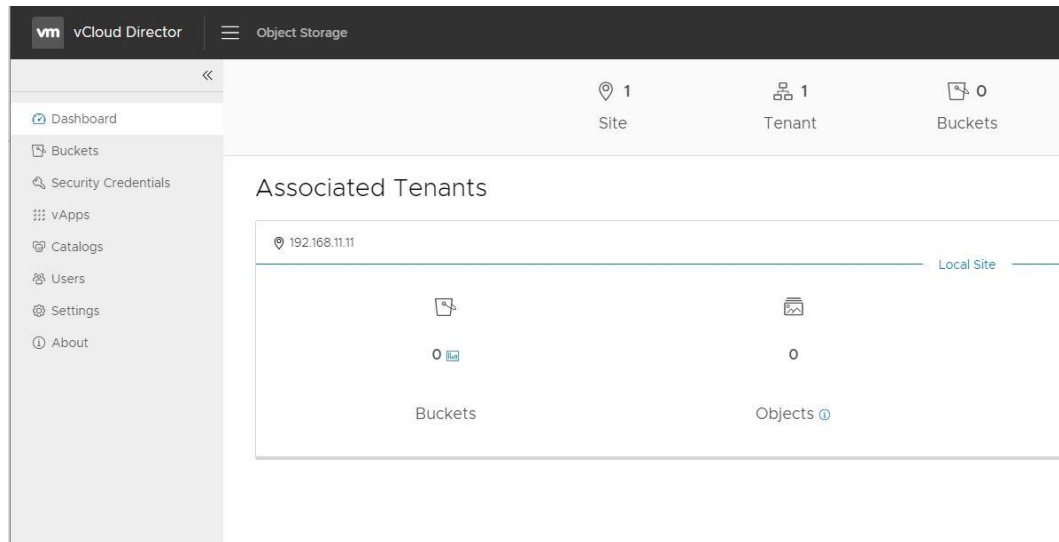 vm vCloud Director Object Storage
Dashboard
Buckets
Security Credentials
vApps
Catalogs
Users
Settings
About
1 1 0
Site Tenant Buckets
Associated Tenants
192.168.11.11
Local Site
0 0
Buckets Objects